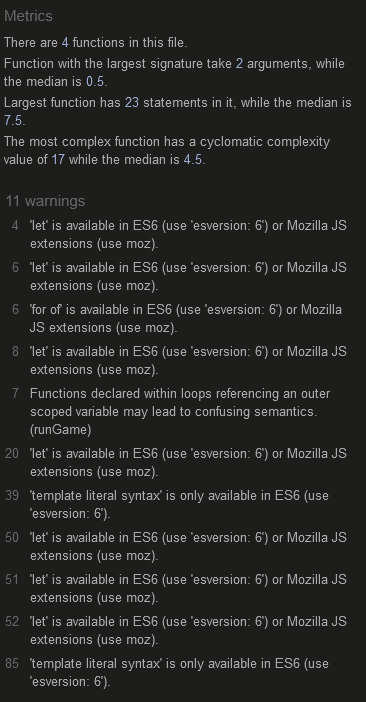 Metrics
There are 4 functions in this file.
Function with the largest signature take 2 arguments, while
the median is 0.5.
Largest function has 23 statements in it, while the median is
7.5.
The most complex function has a cyclomatic complexity
value of 17 while the median is 4.5.
11 warnings
4 'let' is available in ES6 (use 'esversion: 6') or Mozilla JS
extensions (use moz).
6 'let' is available in ES6 (use 'esversion: 6') or Mozilla JS
extensions (use moz).
6 'for of' is available in ES6 (use 'esversion: 6') or Mozilla
JS extensions (use moz).
8 'let' is available in ES6 (use 'esversion: 6') or Mozilla JS
extensions (use moz).
7 Functions declared within loops referencing an outer
scoped variable may lead to confusing semantics.
(runGame)
20 'let' is available in ES6 (use 'esversion: 6') or Mozilla JS
extensions (use moz).
39 'template literal syntax' is only available in ES6 (use
'esversion: 6').
50 'let' is available in ES6 (use 'esversion: 6') or Mozilla JS
extensions (use moz).
51 'let' is available in ES6 (use 'esversion: 6') or Mozilla JS
extensions (use moz).
52 'let' is available in ES6 (use 'esversion: 6') or Mozilla JS
extensions (use moz).
85 'template literal syntax' is only available in ES6 (use
'esversion: 6').